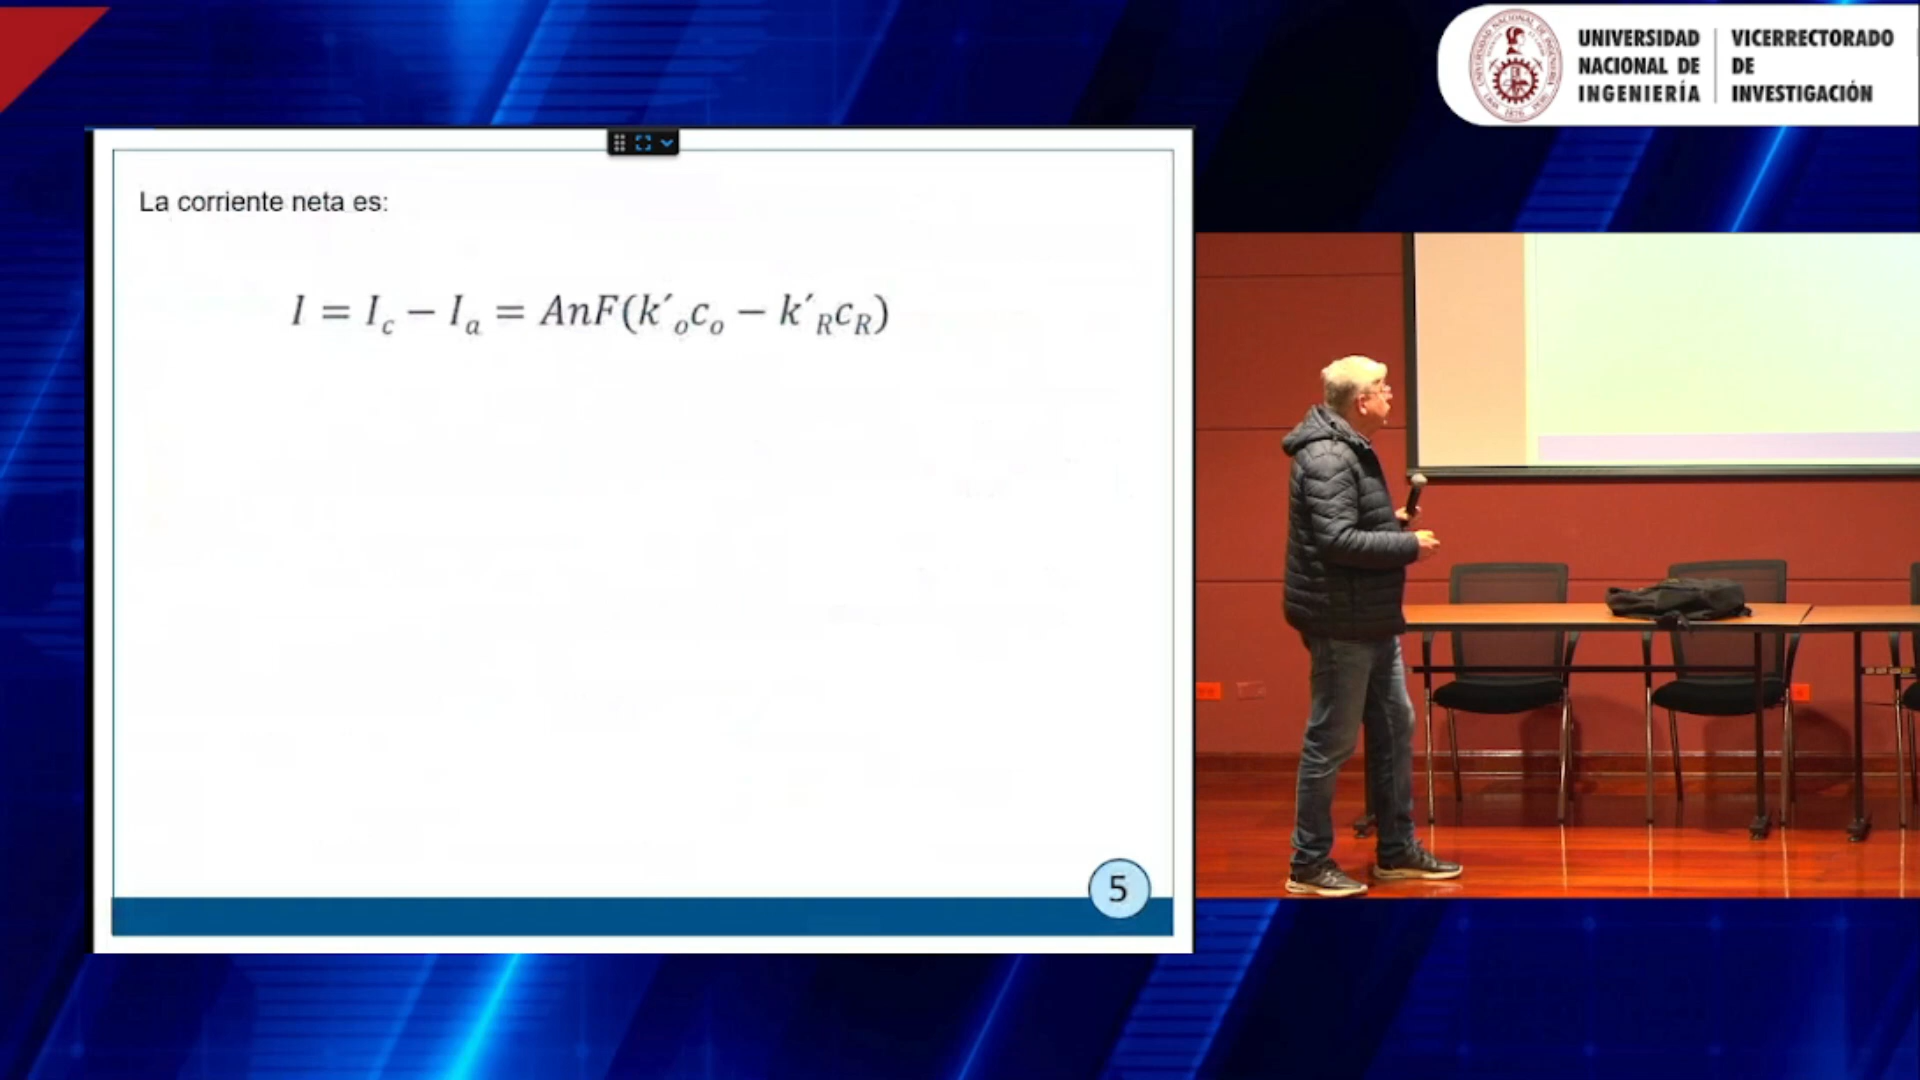 UNIVERSIDAD
NACIONAL DE
INGENIERÍA
VICERRECTORADO
DE
INVESTIGACIÓN
La corriente neta es:
I = I_c − I_a = AnF(k´_o c_o − k´_R c_R)
5